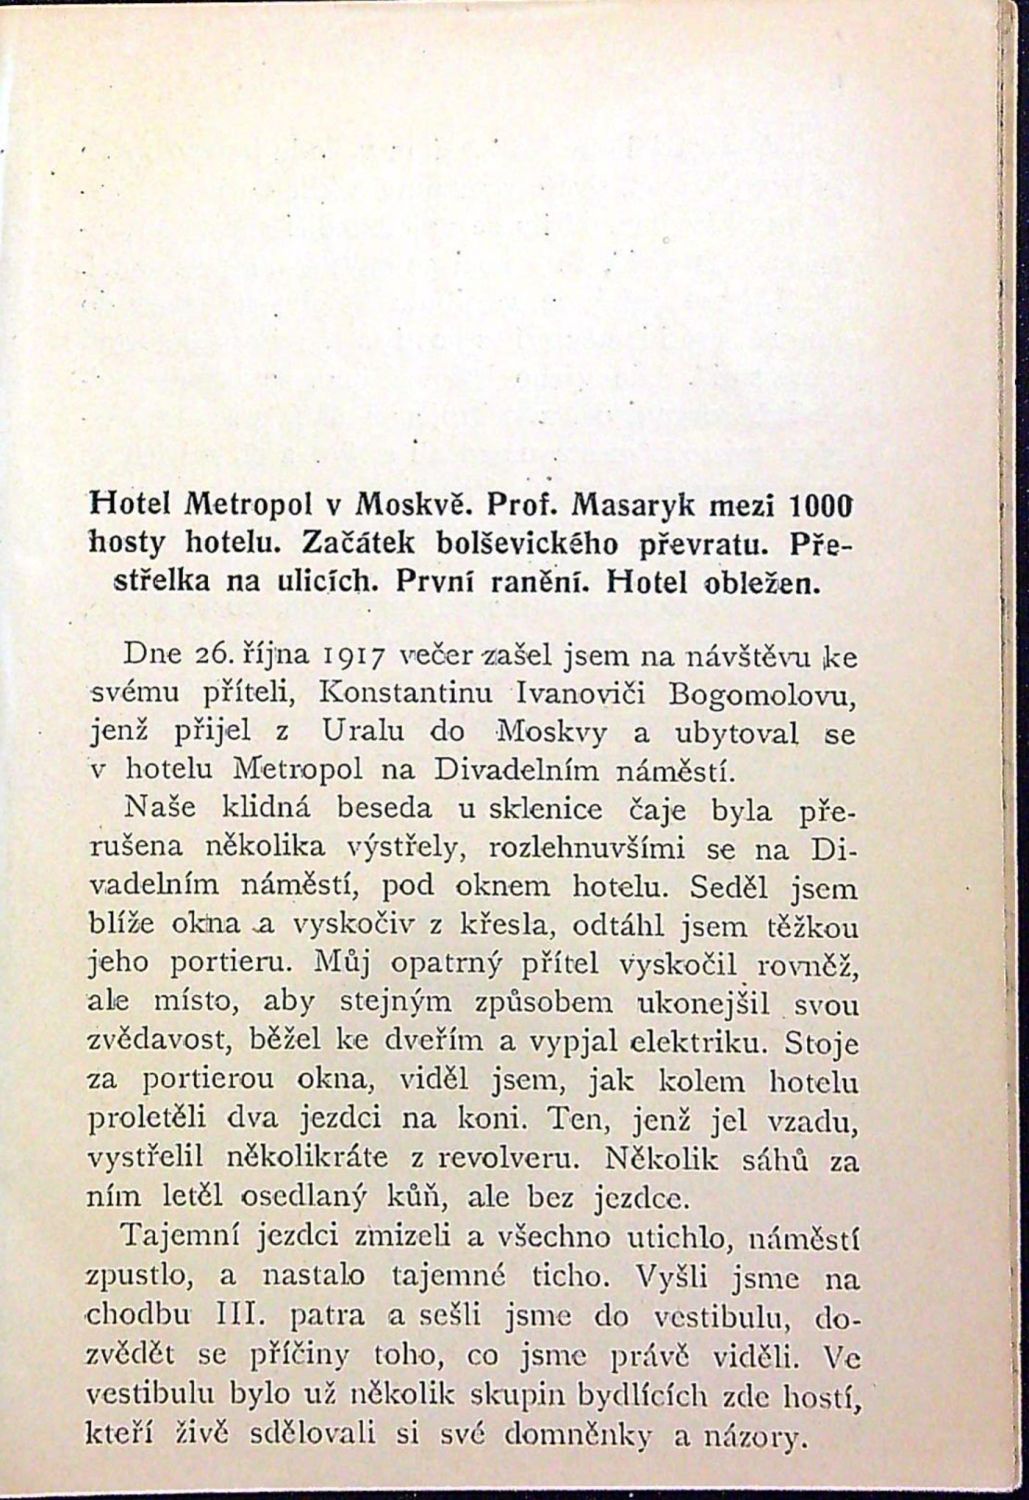 Hotel Metropol v Moskvě. Prof. Masaryk mezi 1000
hosty hotelu. Začátek bolševického převratu. Pře-
střelka na ulicích. První ranění. Hotel obležen.
Dne 26. října 1917 večer zašel jsem na návštěvu ke
svému příteli, Konstantinu Ivanoviči Bogomolovu,
jenž přijel z Uralu do Moskvy a ubytoval se
v hotelu Metropol na Divadelním náměstí.
Naše klidná beseda u sklenice čaje byla pře-
rušena několika výstřely, rozlehnuvšími se na Di-
vadelním náměstí, pod oknem hotelu. Seděl jsem
blíže okna a vyskočiv z křesla, odtáhl jsem těžkou
jeho portieru. Můj opatrný přítel vyskočil rovněž,
ale místo, aby stejným způsobem ukonejšil svou
zvědavost, běžel ke dveřím a vypjal elektriku. Stoje
za portierou okna, viděl jsem, jak kolem hotelu
proletěli dva jezdci na koni. Ten, jenž jel vzadu,
vystřelil několikráte z revolveru. Několik sáhů za
ním letěl osedlaný kůň, ale bez jezdce.
Tajemní jezdci zmizeli a všechno utichlo, náměstí
zpustlo, a nastalo tajemné ticho. Vyšli jsme na
chodbu III. patra a sešli jsme do vestibulu, do-
zvědět se příčiny toho, co jsme právě viděli. Ve
vestibulu bylo už několik skupin bydlících zde hostí,
kteří živě sdělovali si své domněnky a názory.